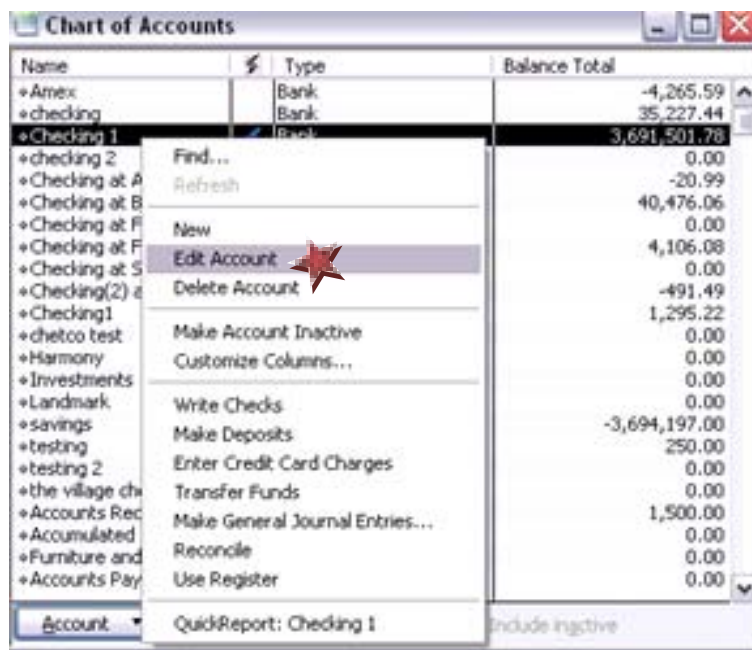 Chart of Accounts
Name Type Balance Total
Amex Bank -4,265.59
checking Bank 35,227.44
Checking 1 Bank 3,691,501.78
checking 2 Find... 0.00
Checking at A Refresh -20.99
Checking at B 40,476.06
Checking at F New 0.00
Checking at F Edit Account 4,106.08
Checking at S 0.00
Checking(2) a Delete Account -491.49
Checking1 1,295.22
chetco test Make Account Inactive 0.00
Harmony Customize Columns... 0.00
Investments 0.00
Landmark Write Checks 0.00
savings Make Deposits -3,694,197.00
testing 250.00
testing 2 Enter Credit Card Charges 0.00
the village che Transfer Funds 0.00
Accounts Rec Make General Journal Entries... 1,500.00
Accumulated 0.00
Furniture and Reconcile 0.00
Accounts Pay Use Register 0.00
Account QuickReport: Checking 1 Include inactive